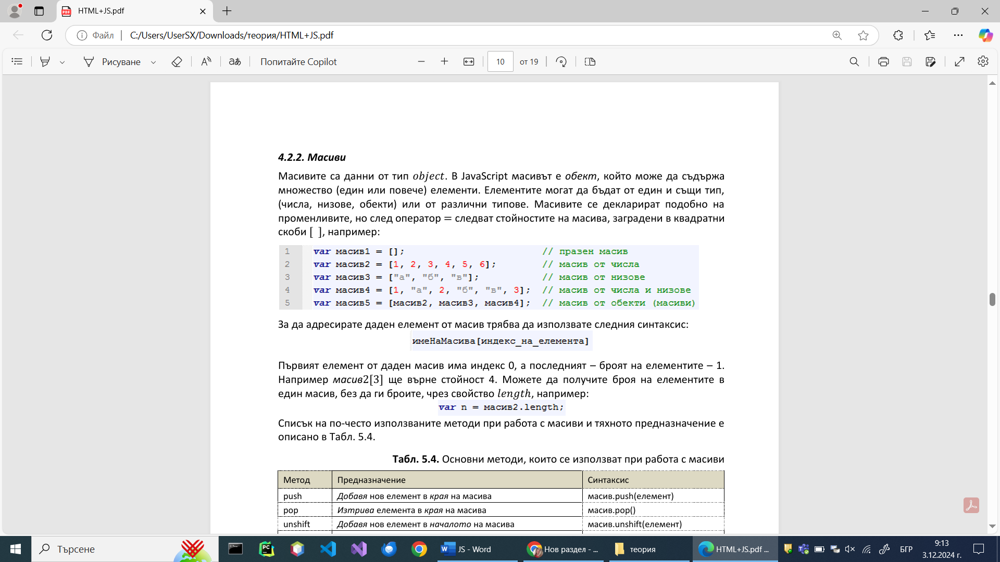 HTML+JS.pdf
Файл
C:/Users/UserSX/Downloads/теория/HTML+JS.pdf
Рисуване
Попитайте Copilot
10
от 19
4.2.2. Масиви
Масивите са данни от тип object. В JavaScript масивът е обект, който може да съдържа
множество (един или повече) елементи. Елементите могат да бъдат от един и същи тип,
(числа, низове, обекти) или от различни типове. Масивите се декларират подобно на
променливите, но след оператор = следват стойностите на масива, заградени в квадратни
скоби [ ], например:
1 var масив1 = []; // празен масив
2 var масив2 = [1, 2, 3, 4, 5, 6]; // масив от числа
3 var масив3 = ["а", "б", "в"]; // масив от низове
4 var масив4 = [1, "а", 2, "б", "в", 3]; // масив от числа и низове
5 var масив5 = [масив2, масив3, масив4]; // масив от обекти (масиви)
За да адресирате даден елемент от масив трябва да използвате следния синтаксис:
имеНаМасива[индекс_на_елемента]
Първият елемент от даден масив има индекс 0, а последният – броят на елементите – 1.
Например масив2[3] ще върне стойност 4. Можете да получите броя на елементите в
един масив, без да ги броите, чрез свойство length, например:
var n = масив2.length;
Списък на по-често използваните методи при работа с масиви и тяхното предназначение е
описано в Табл. 5.4.
Табл. 5.4. Основни методи, които се използват при работа с масиви
Метод Предназначение Синтаксис
push Добавя нов елемент в края на масива масив.push(елемент)
pop Изтрива елемента в края на масива масив.pop()
unshift Добавя нов елемент в началото на масива масив.unshift(елемент)
Търсене
JS - Word
Нов раздел - ...
теория
HTML+JS.pdf ...
БГР
9:13
3.12.2024 г.